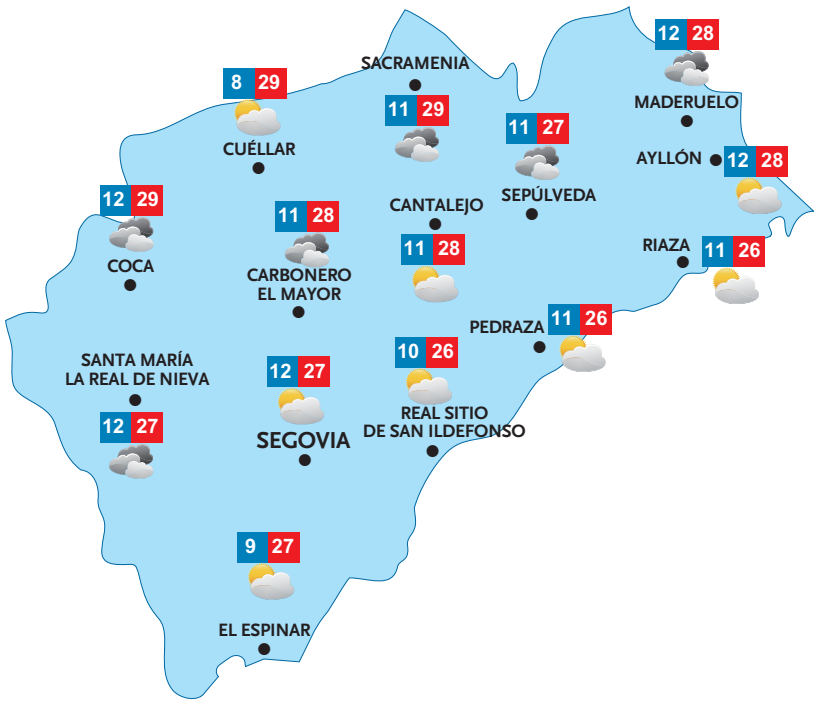 12 28
MADERUELO
SACRAMENIA
11 29
8 29
CUÉLLAR
11 27
SEPÚLVEDA
AYLLÓN
12 28
12 29
COCA
11 28
CARBONERO
EL MAYOR
CANTALEJO
11 28
RIAZA
11 26
PEDRAZA
11 26
SANTA MARÍA
LA REAL DE NIEVA
12 27
12 27
SEGOVIA
10 26
REAL SITIO
DE SAN ILDEFONSO
9 27
EL ESPINAR